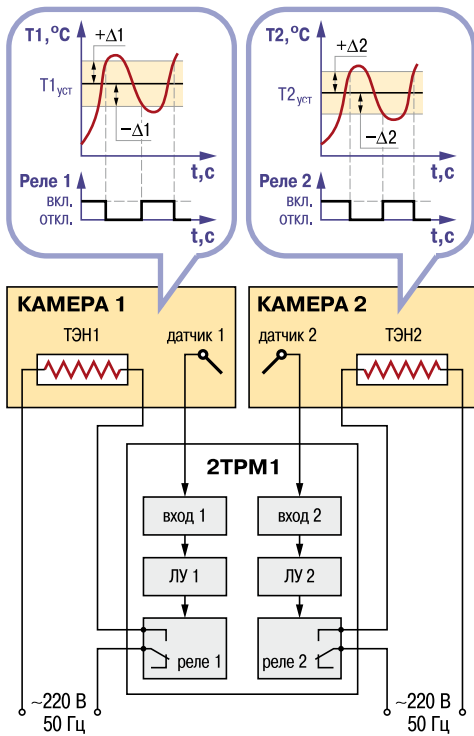 T1,°C
+Δ1
T1уст
−Δ1
t,c
Реле 1
вкл.
откл.
t,c
T2,°C
+Δ2
T2уст
−Δ2
t,c
Реле 2
вкл.
откл.
t,c
КАМЕРА 1
ТЭН1
датчик 1
КАМЕРА 2
датчик 2
ТЭН2
2ТРМ1
вход 1
вход 2
ЛУ 1
ЛУ 2
реле 1
реле 2
~220 В
50 Гц
~220 В
50 Гц